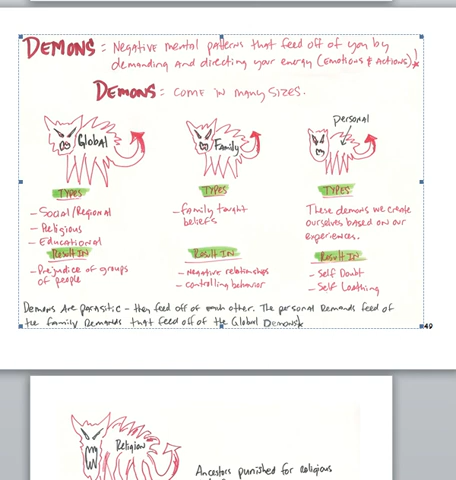 DEMONS = Negative mental patterns that feed off of you by
demanding and directing your energy (Emotions & Actions)!
DEMONS = COME IN MANY SIZES.
Global
Family
personal
TYPES
- Social/Regional
- Religious
- Educational
Result IN
- Prejudice of groups
of people
TYPES
- family taught
beliefs
Result IN
- Negative relationships
- controlling behavior
TYPES
These demons we create
ourselves based on our
experiences.
Result IN
- Self Doubt
- Self Loathing
Demons are parasitic - they feed off of each other. The personal Demands feed of
the family Demands that feed off of the Global Demons*
49
Religion
Ancestors punished for religious